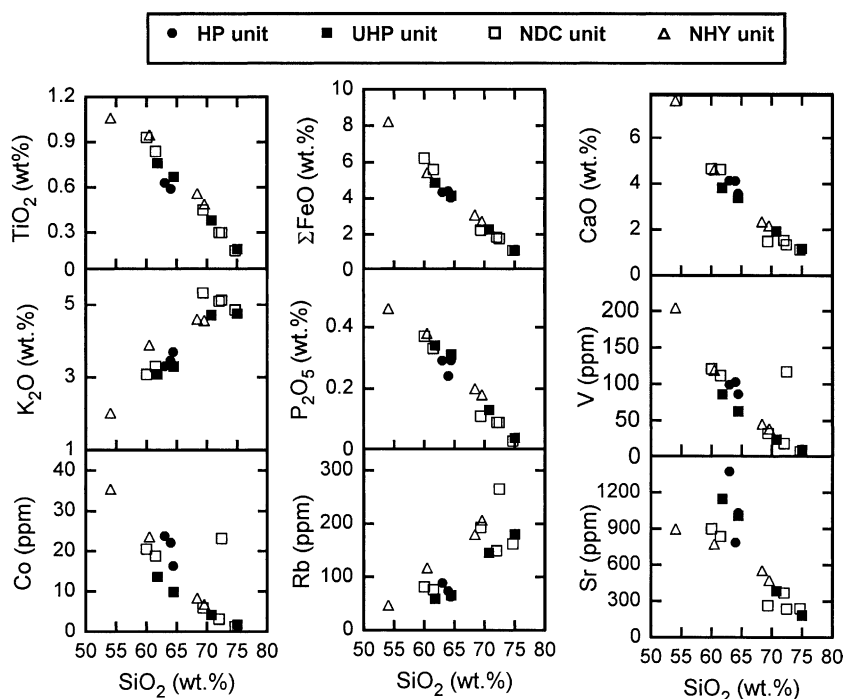 HP unit UHP unit NDC unit NHY unit
TiO2 (wt%)
1.2
0.9
0.6
0.3
0
ΣFeO (wt.%)
10
8
6
4
2
0
CaO (wt.%)
6
4
2
0
K2O (wt.%)
5
3
1
P2O5 (wt.%)
0.4
0.2
0
V (ppm)
200
150
100
50
0
Co (ppm)
40
30
20
10
0
50 55 60 65 70 75 80
SiO2 (wt.%)
Rb (ppm)
300
200
100
0
50 55 60 65 70 75 80
SiO2 (wt.%)
Sr (ppm)
1200
900
600
300
0
50 55 60 65 70 75 80
SiO2 (wt.%)